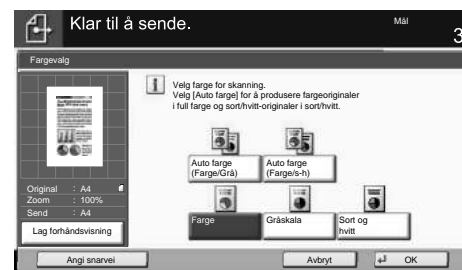 Klar til å sende.
Mål
3
Fargevalg
Velg farge for skanning.
Velg [Auto farge] for å produsere fargeoriginaler
i full farge og sort/hvitt-originaler i sort/hvitt.
Auto farge
(Farge/Grå)
Auto farge
(Farge/s-h)
Original : A4
Zoom : 100%
Send : A4
Farge
Gråskala
Sort og
hvitt
Lag forhåndsvisning
Angi snarvei
Avbryt
OK